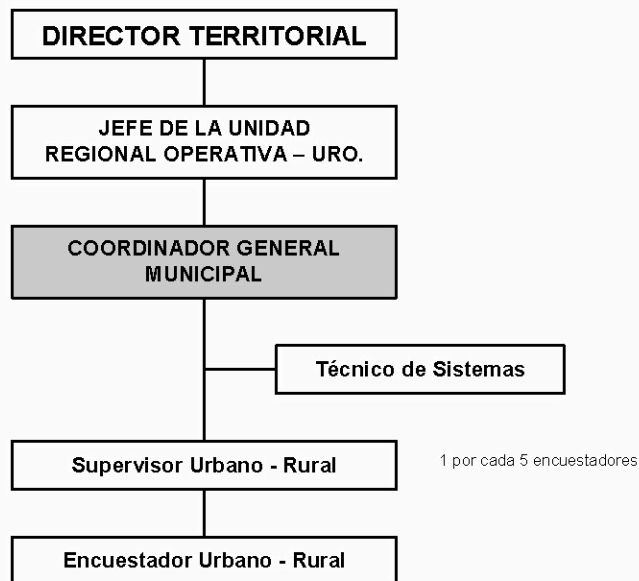 DIRECTOR TERRITORIAL
JEFE DE LA UNIDAD
REGIONAL OPERATIVA – URO.
COORDINADOR GENERAL
MUNICIPAL
Técnico de Sistemas
Supervisor Urbano - Rural
1 por cada 5 encuestadores
Encuestador Urbano - Rural